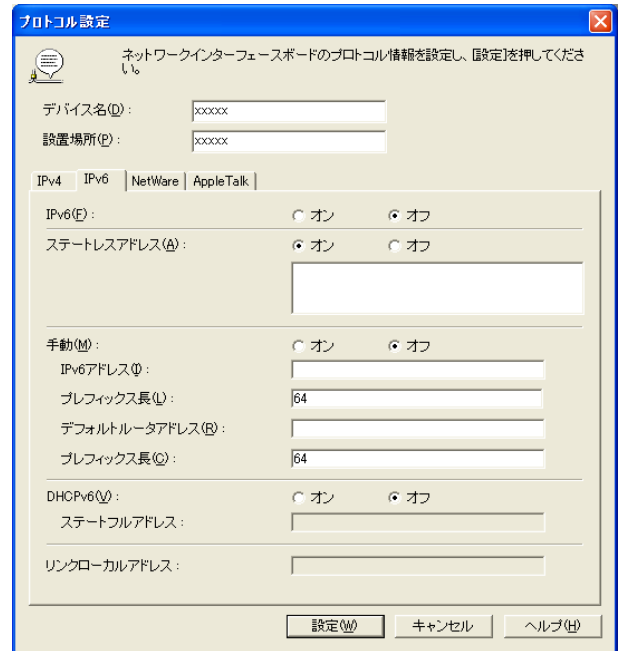 プロトコル設定
ネットワークインターフェースボードのプロトコル情報を設定し、[設定]を押してくださ
い。
デバイス名(D)： xxxxx
設置場所(P)： xxxxx
IPv4 IPv6 NetWare AppleTalk
IPv6(F)： オン オフ
ステートレスアドレス(A)： オン オフ
手動(M)： オン オフ
IPv6アドレス(I)：
プレフィックス長(L)： 64
デフォルトルータアドレス(R)：
プレフィックス長(C)： 64
DHCPv6(V)： オン オフ
ステートフルアドレス：
リンクローカルアドレス：
設定(W) キャンセル ヘルプ(H)